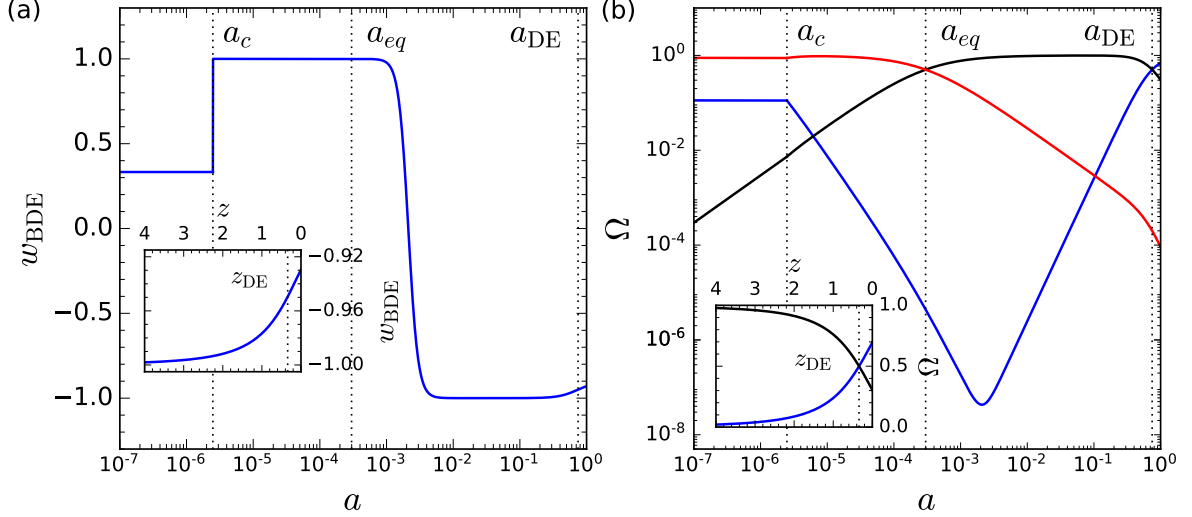 (a)
a_c
a_eq
a_DE
1.0
0.5
0.0
−0.5
−1.0
w_BDE
z
4 3 2 1 0
z_DE
−0.92
−0.96
−1.00
w_BDE
10^-7 10^-6 10^-5 10^-4 10^-3 10^-2 10^-1 10^0
a
(b)
a_c
a_eq
a_DE
10^0
10^-2
10^-4
10^-6
10^-8
Ω
z
4 3 2 1 0
z_DE
1.0
0.5
0.0
Ω
10^-7 10^-6 10^-5 10^-4 10^-3 10^-2 10^-1 10^0
a